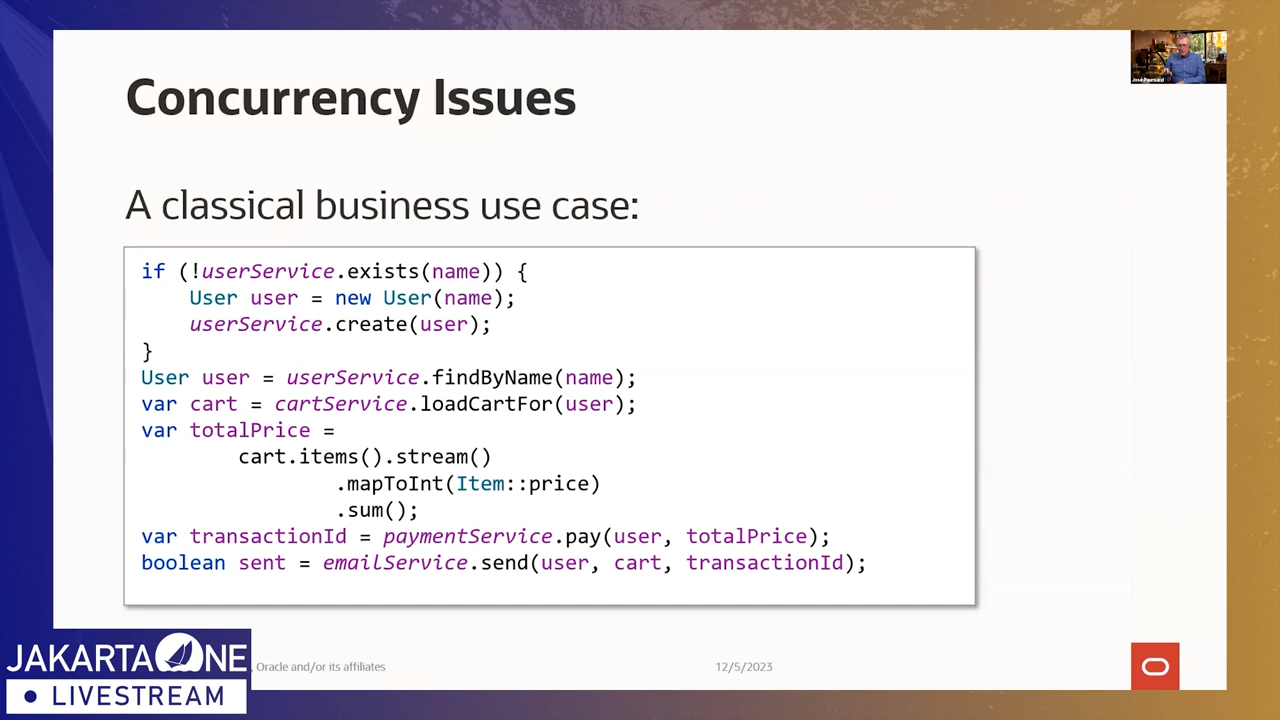 Concurrency Issues
José Paumard
A classical business use case:
if (!userService.exists(name)) {
    User user = new User(name);
    userService.create(user);
}
User user = userService.findByName(name);
var cart = cartService.loadCartFor(user);
var totalPrice =
        cart.items().stream()
                .mapToInt(Item::price)
                .sum();
var transactionId = paymentService.pay(user, totalPrice);
boolean sent = emailService.send(user, cart, transactionId);
JAKARTAONE
LIVESTREAM
, Oracle and/or its affiliates
12/5/2023